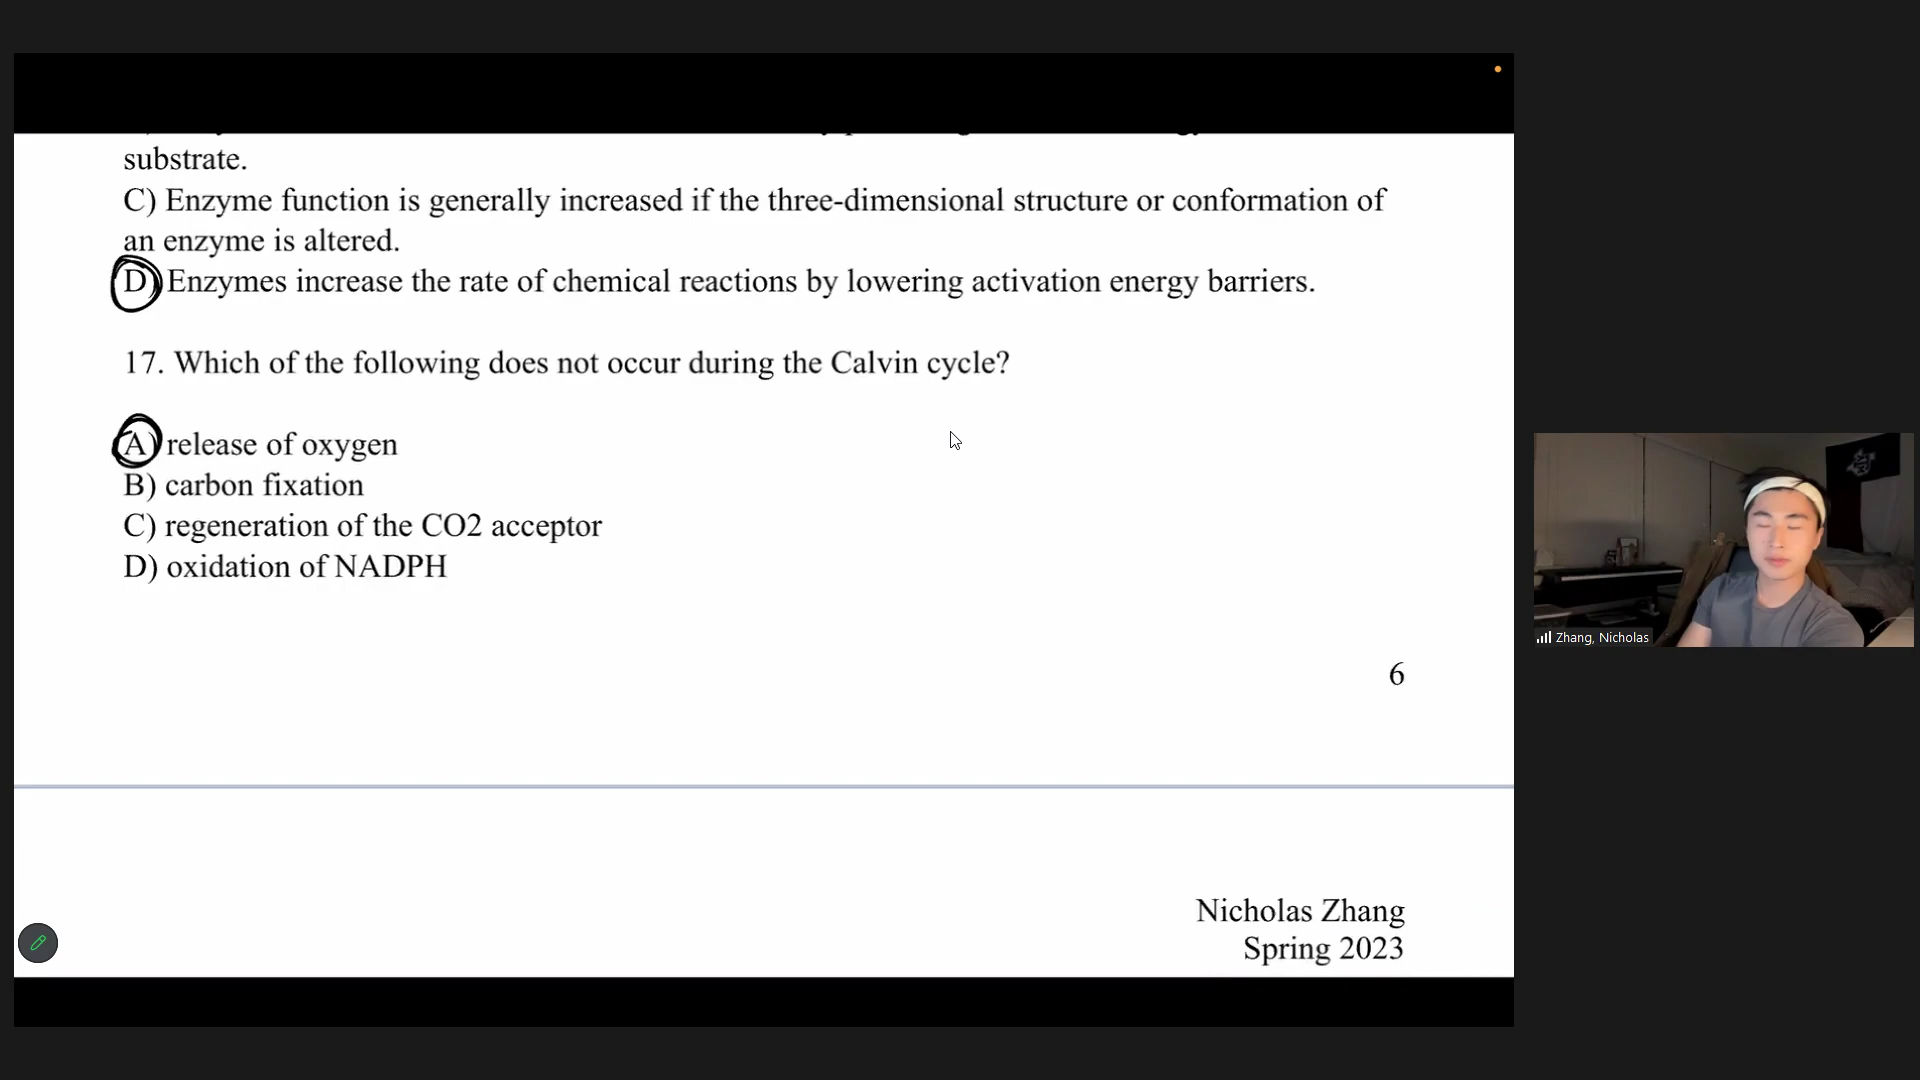 substrate.
C) Enzyme function is generally increased if the three-dimensional structure or conformation of
an enzyme is altered.
D) Enzymes increase the rate of chemical reactions by lowering activation energy barriers.
17. Which of the following does not occur during the Calvin cycle?
A) release of oxygen
B) carbon fixation
C) regeneration of the CO2 acceptor
D) oxidation of NADPH
6
Nicholas Zhang
Spring 2023
Zhang, Nicholas